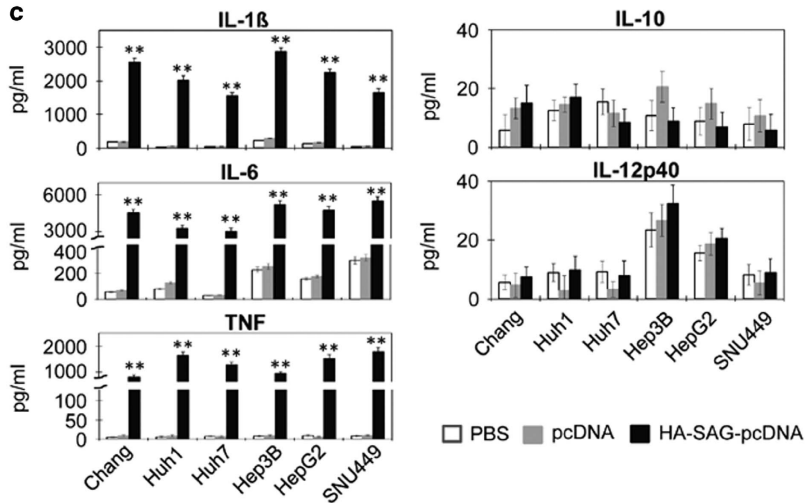 c
IL-1ß
pg/ml
3000
2000
1000
0
** ** ** ** ** **
IL-6
pg/ml
6000
3000
400
200
0
** ** ** ** ** **
TNF
pg/ml
2000
1000
100
50
0
** ** ** ** ** **
Chang Huh1 Huh7 Hep3B HepG2 SNU449
IL-10
pg/ml
40
20
0
IL-12p40
pg/ml
40
20
0
Chang Huh1 Huh7 Hep3B HepG2 SNU449
PBS pcDNA HA-SAG-pcDNA